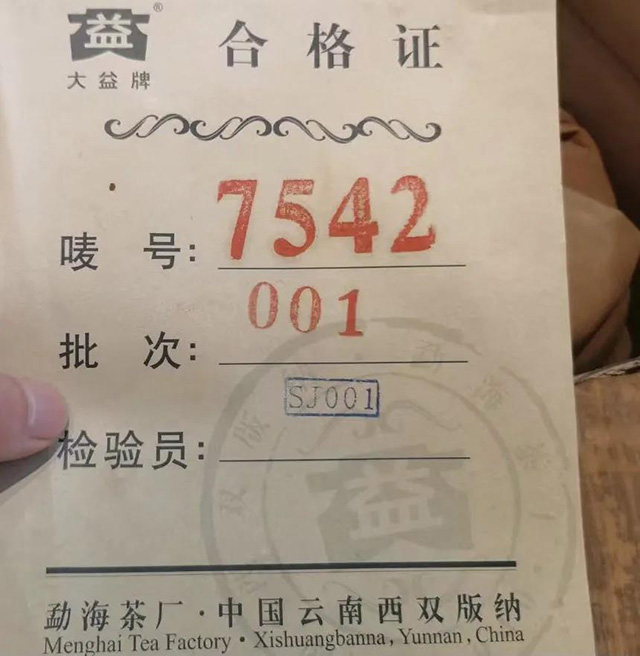 益®
大益牌
合格证
唛 号: 7542
批 次: 001
检验员: SJ001
益
勐海茶厂·中国云南西双版纳
Menghai Tea Factory · Xishuangbanna, Yunnan, China